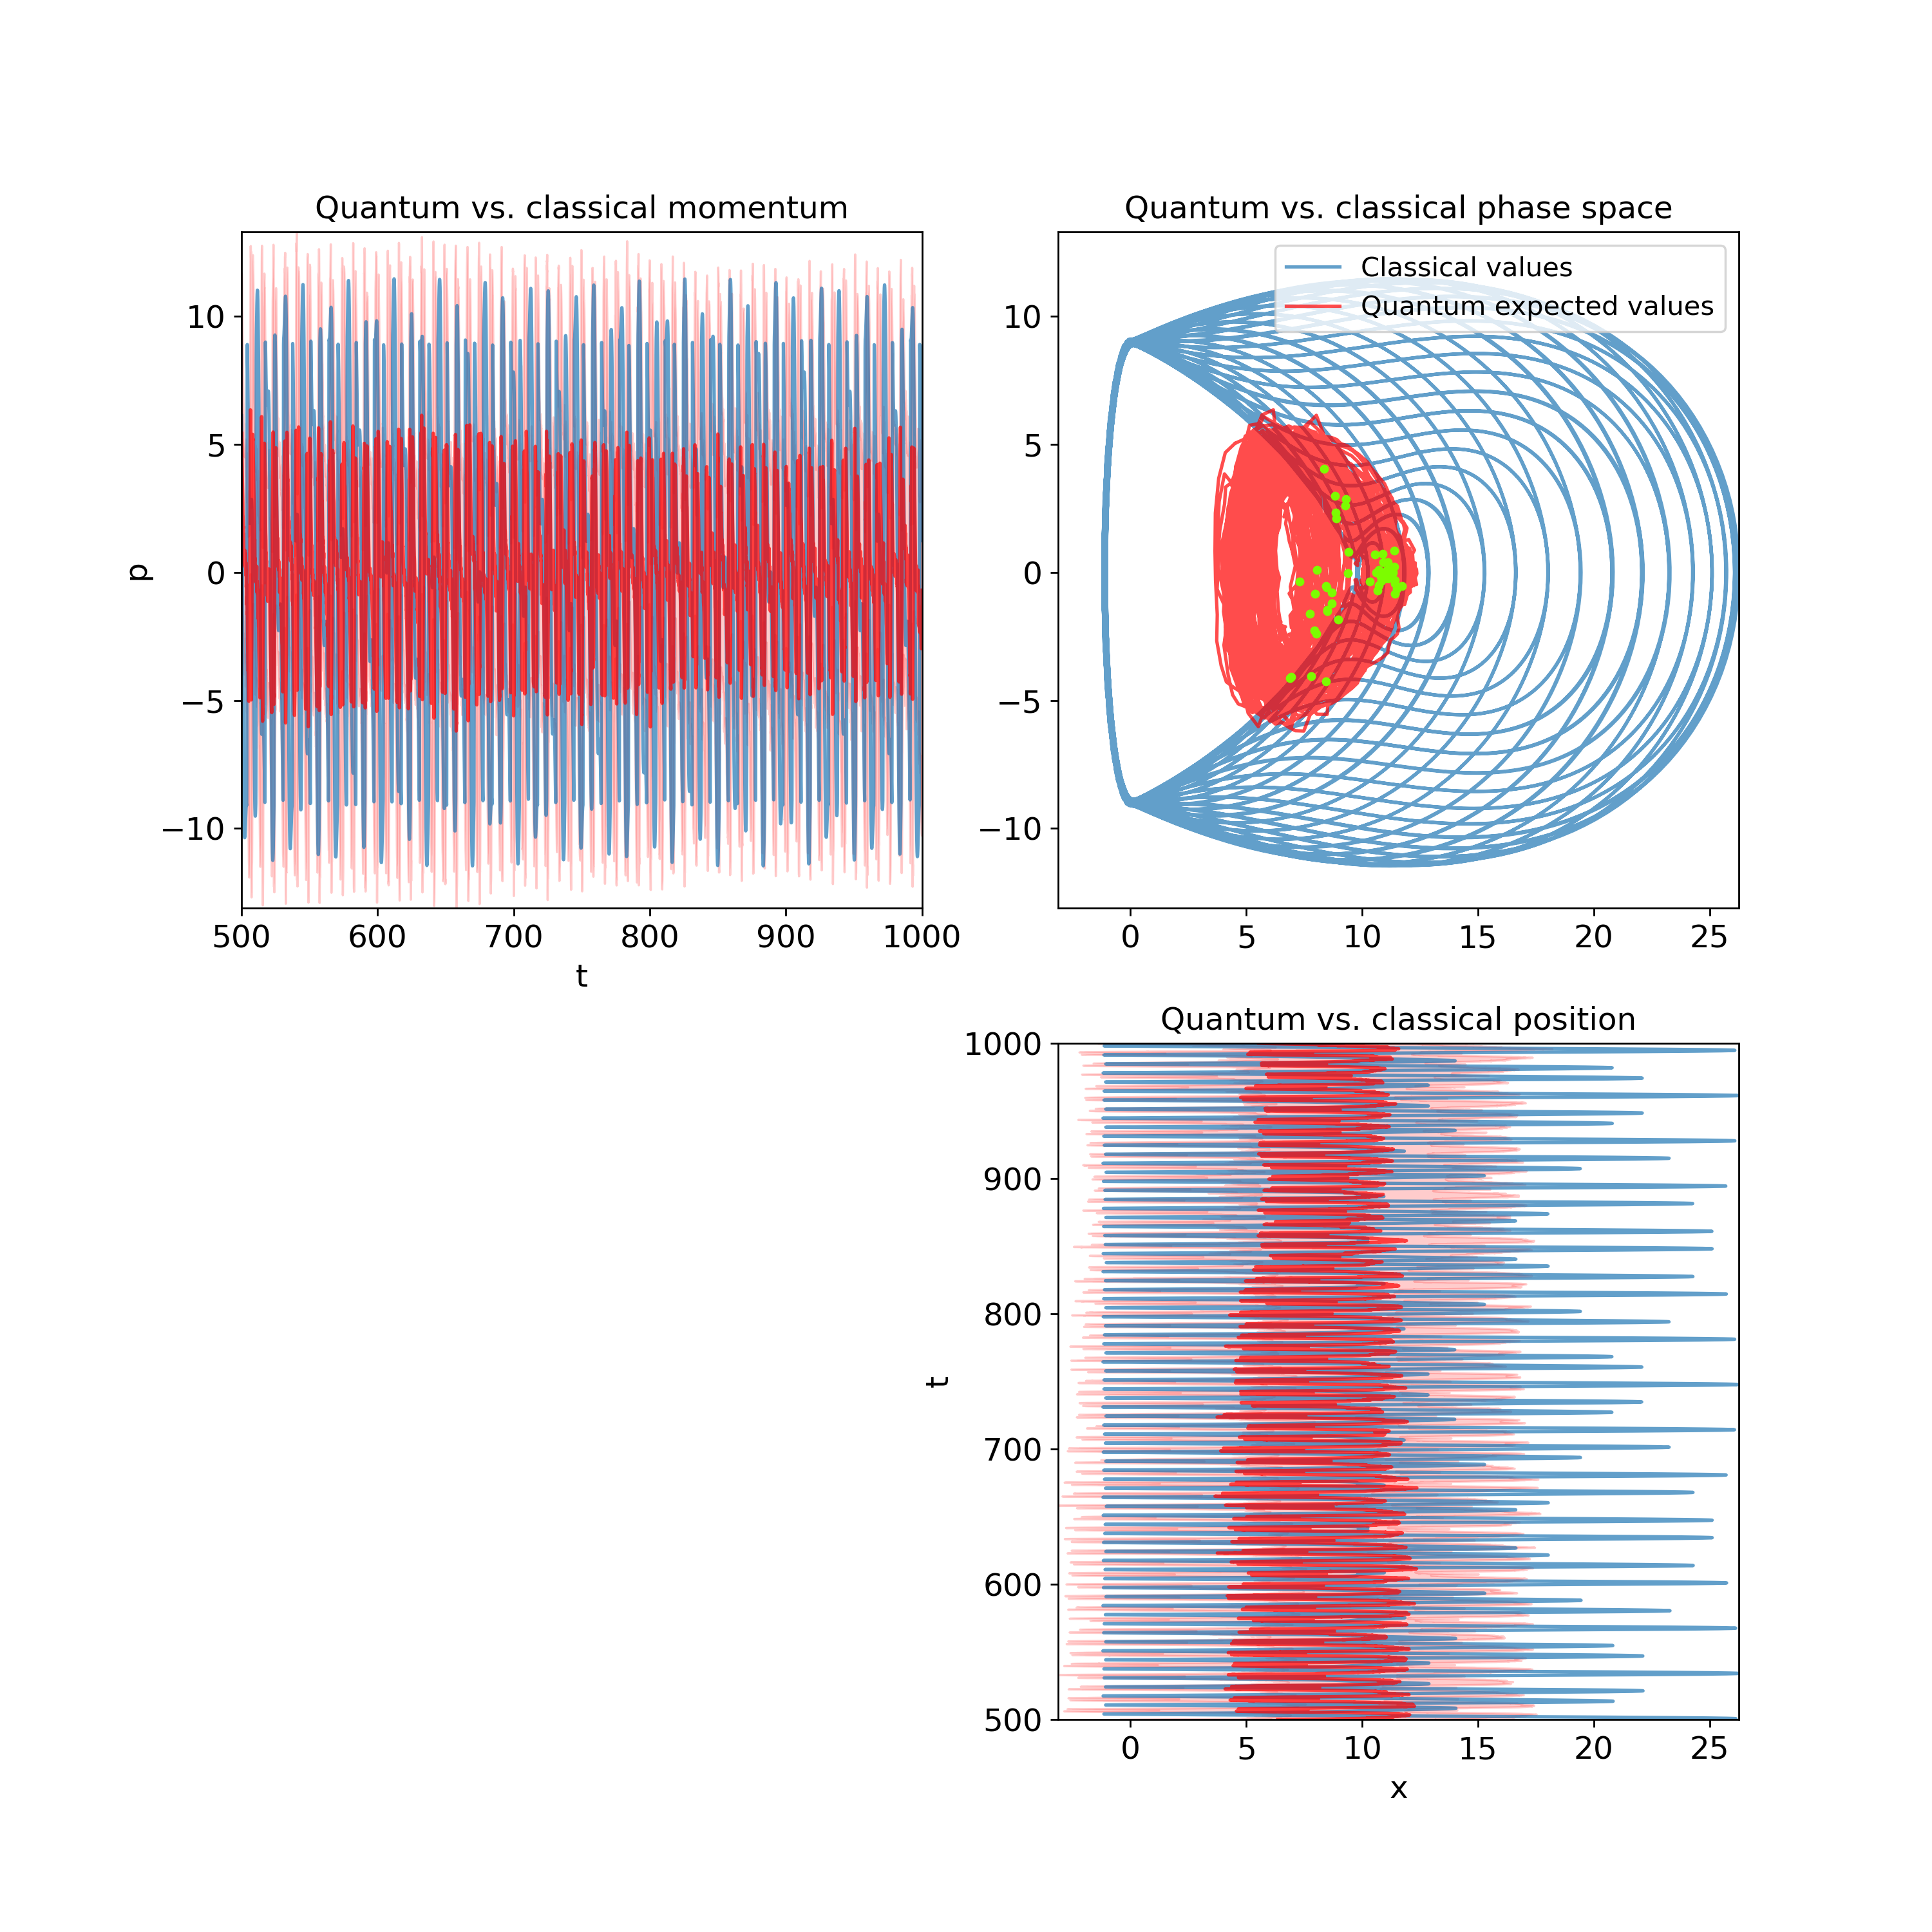 Quantum vs. classical momentum
10
5
0
−5
−10
p
500 600 700 800 900 1000
t
Quantum vs. classical phase space
Classical values
Quantum expected values
10
5
0
−5
−10
0 5 10 15 20 25
Quantum vs. classical position
1000
900
800
700
600
500
t
0 5 10 15 20 25
x